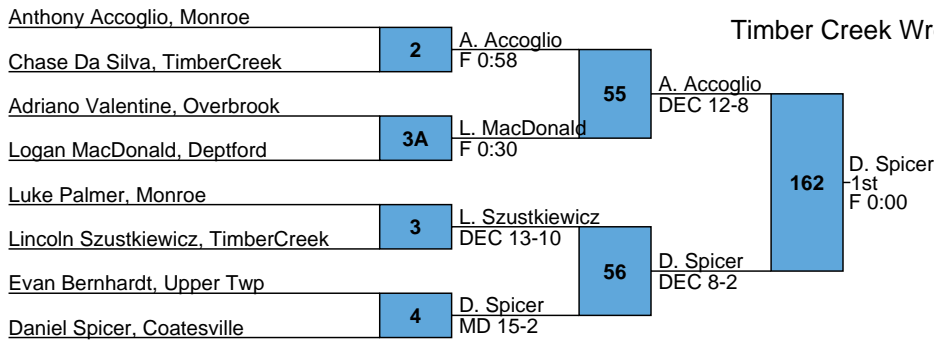 Anthony Accoglio, Monroe
Chase Da Silva, TimberCreek
2
A. Accoglio
F 0:58
Adriano Valentine, Overbrook
Logan MacDonald, Deptford
3A
L. MacDonald
F 0:30
55
A. Accoglio
DEC 12-8
Luke Palmer, Monroe
Lincoln Szustkiewicz, TimberCreek
3
L. Szustkiewicz
DEC 13-10
Evan Bernhardt, Upper Twp
Daniel Spicer, Coatesville
4
D. Spicer
MD 15-2
56
D. Spicer
DEC 8-2
162
D. Spicer
1st
F 0:00
Timber Creek Wr